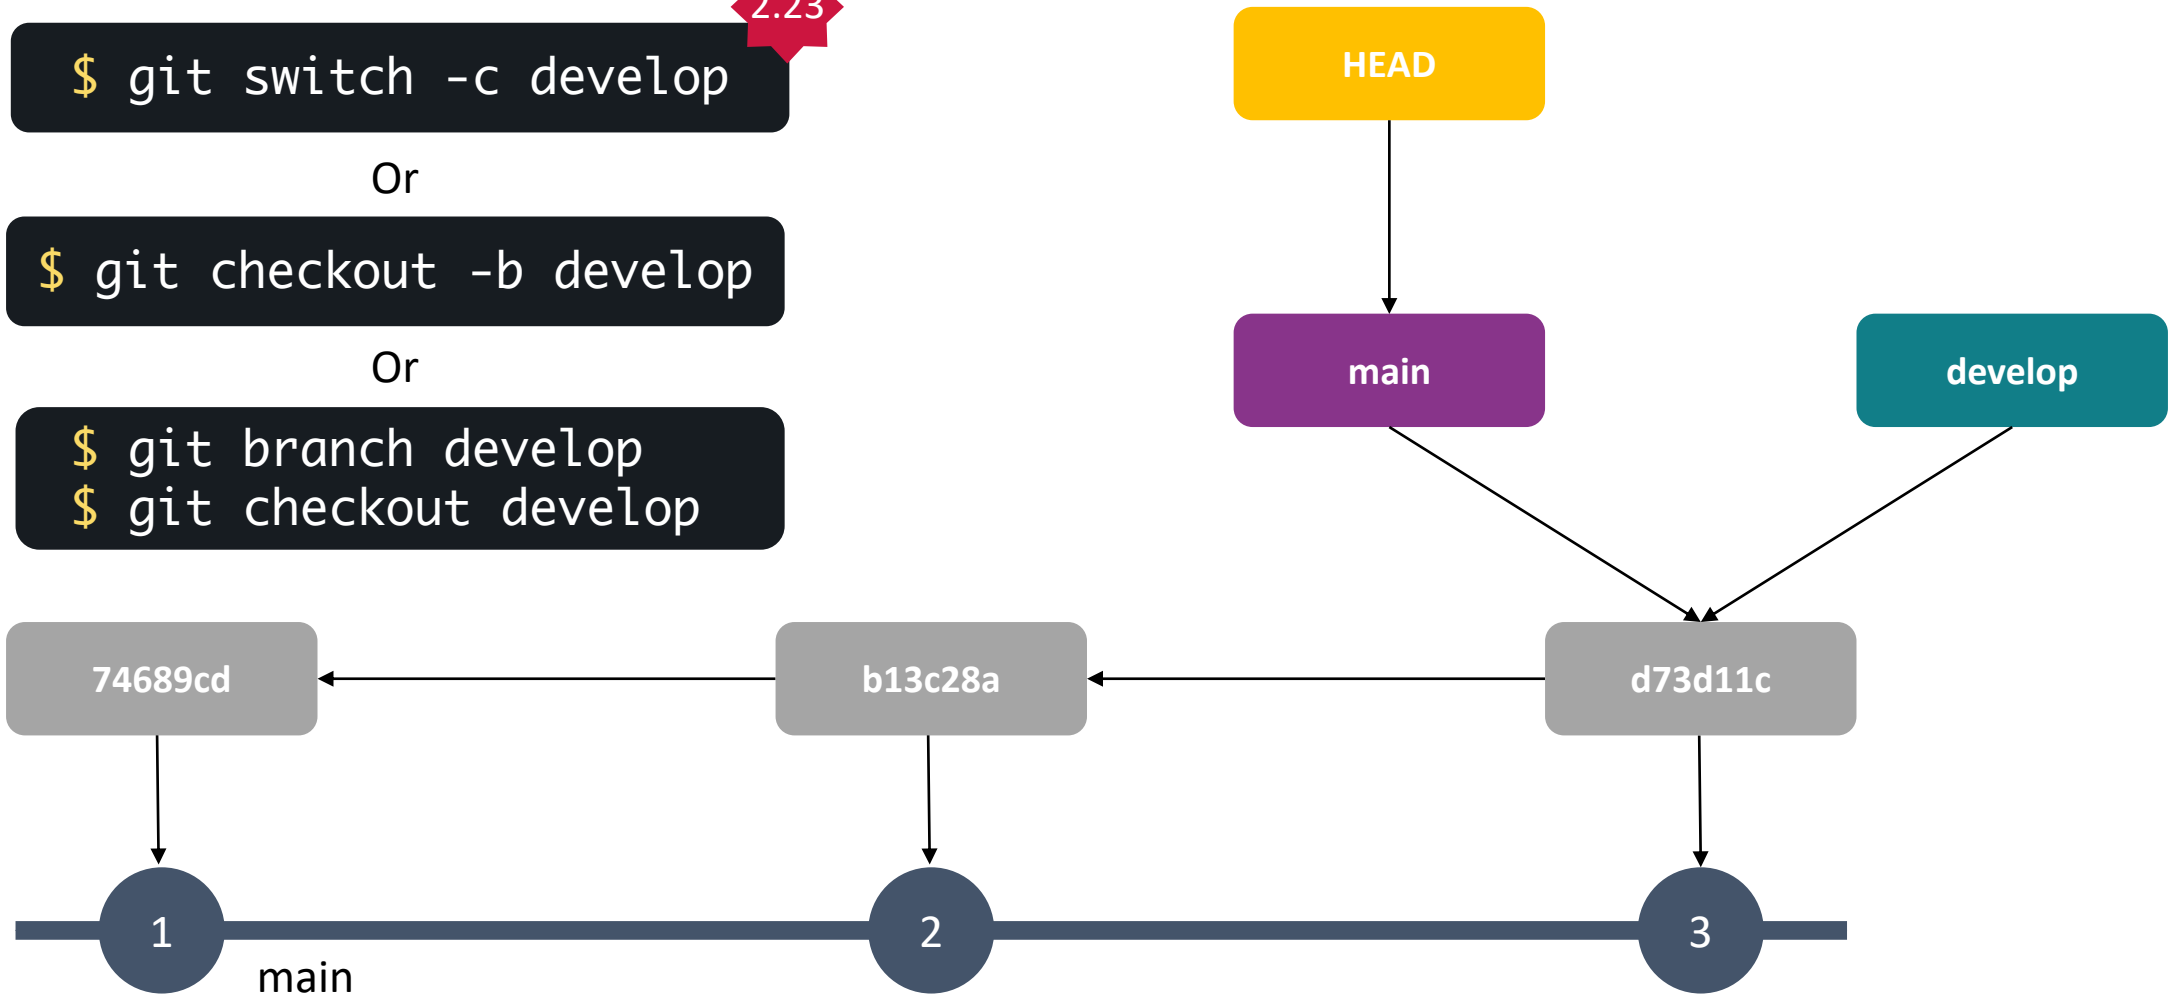 2.23
$ git switch -c develop
Or
$ git checkout -b develop
Or
$ git branch develop
$ git checkout develop
HEAD
main
develop
74689cd
b13c28a
d73d11c
1
2
3
main